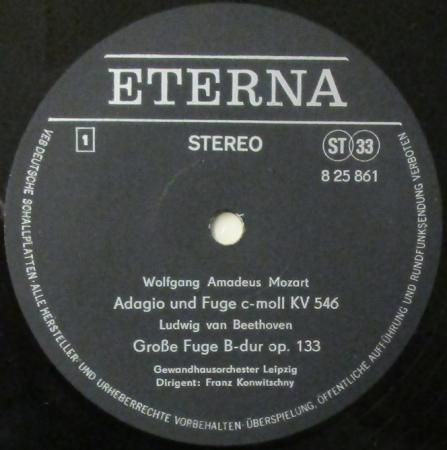 ETERNA
1 STEREO ST 33
8 25 861
Wolfgang Amadeus Mozart
Adagio und Fuge c-moll KV 546
Ludwig van Beethoven
Große Fuge B-dur op. 133
Gewandhausorchester Leipzig
Dirigent: Franz Konwitschny
VEB DEUTSCHE SCHALLPLATTEN · ALLE HERSTELLER- UND URHEBERRECHTE VORBEHALTEN · ÜBERSPIELUNG, ÖFFENTLICHE AUFFÜHRUNG UND RUNDFUNKSENDUNG VERBOTEN